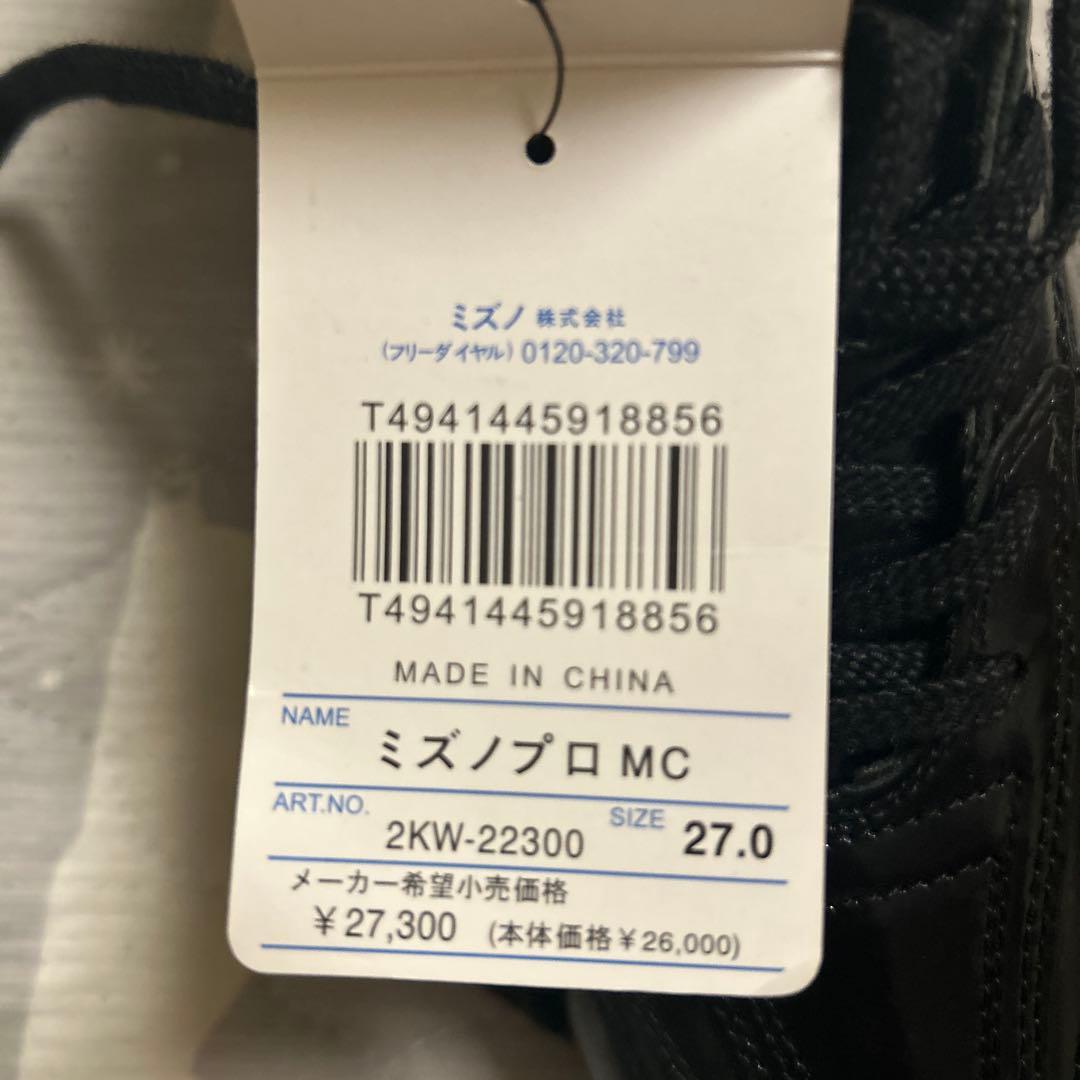 ミズノ 株式会社
(フリーダイヤル) 0120-320-799
T4941445918856
T4941445918856
MADE IN CHINA
NAME
ミズノプロ MC
ART.NO. 2KW-22300 SIZE 27.0
メーカー希望小売価格
¥27,300 (本体価格¥26,000)